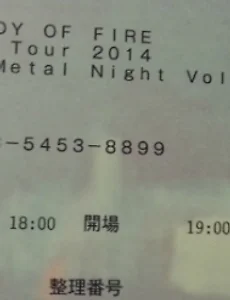 DY OF FIRE
Tour 2014
Metal Night Vol
-5453-8899
18:00 開場 19:00
整理番号